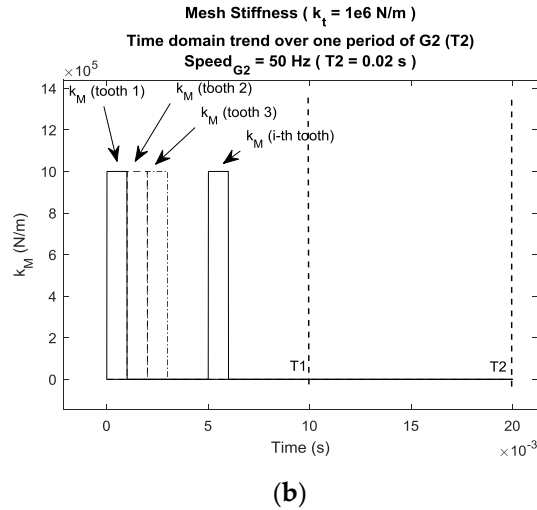 Mesh Stiffness ( k_t = 1e6 N/m )
Time domain trend over one period of G2 (T2)
Speed_G2 = 50 Hz ( T2 = 0.02 s )
×10^5
14
12
10
8
6
4
2
0
k_M (N/m)
k_M (tooth 1)
k_M (tooth 2)
k_M (tooth 3)
k_M (i-th tooth)
T1
T2
0
5
10
15
20
Time (s)
×10^-3
(b)